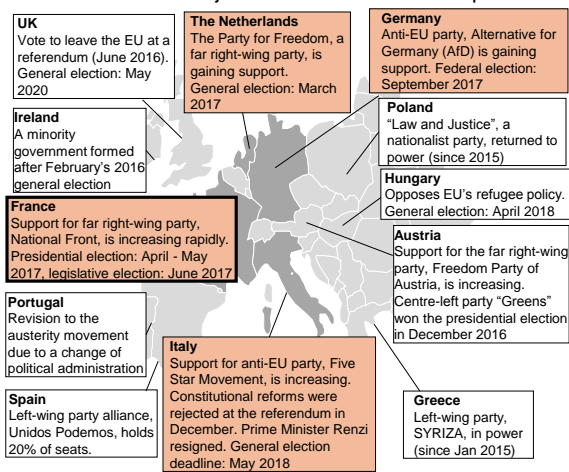 UK
Vote to leave the EU at a
referendum (June 2016).
General election: May
2020
The Netherlands
The Party for Freedom, a
far right-wing party, is
gaining support.
General election: March
2017
Germany
Anti-EU party, Alternative for
Germany (AfD) is gaining
support. Federal election:
September 2017
Ireland
A minority
government formed
after February's 2016
general election
Poland
“Law and Justice”, a
nationalist party, returned to
power (since 2015)
Hungary
Opposes EU's refugee policy.
General election: April 2018
France
Support for far right-wing party,
National Front, is increasing rapidly.
Presidential election: April - May
2017, legislative election: June 2017
Austria
Support for the far right-wing
party, Freedom Party of
Austria, is increasing.
Centre-left party “Greens”
won the presidential election
in December 2016
Portugal
Revision to the
austerity movement
due to a change of
political administration
Italy
Support for anti-EU party, Five
Star Movement, is increasing.
Constitutional reforms were
rejected at the referendum in
December. Prime Minister Renzi
resigned. General election
deadline: May 2018
Spain
Left-wing party alliance,
Unidos Podemos, holds
20% of seats.
Greece
Left-wing party,
SYRIZA, in power
(since Jan 2015)